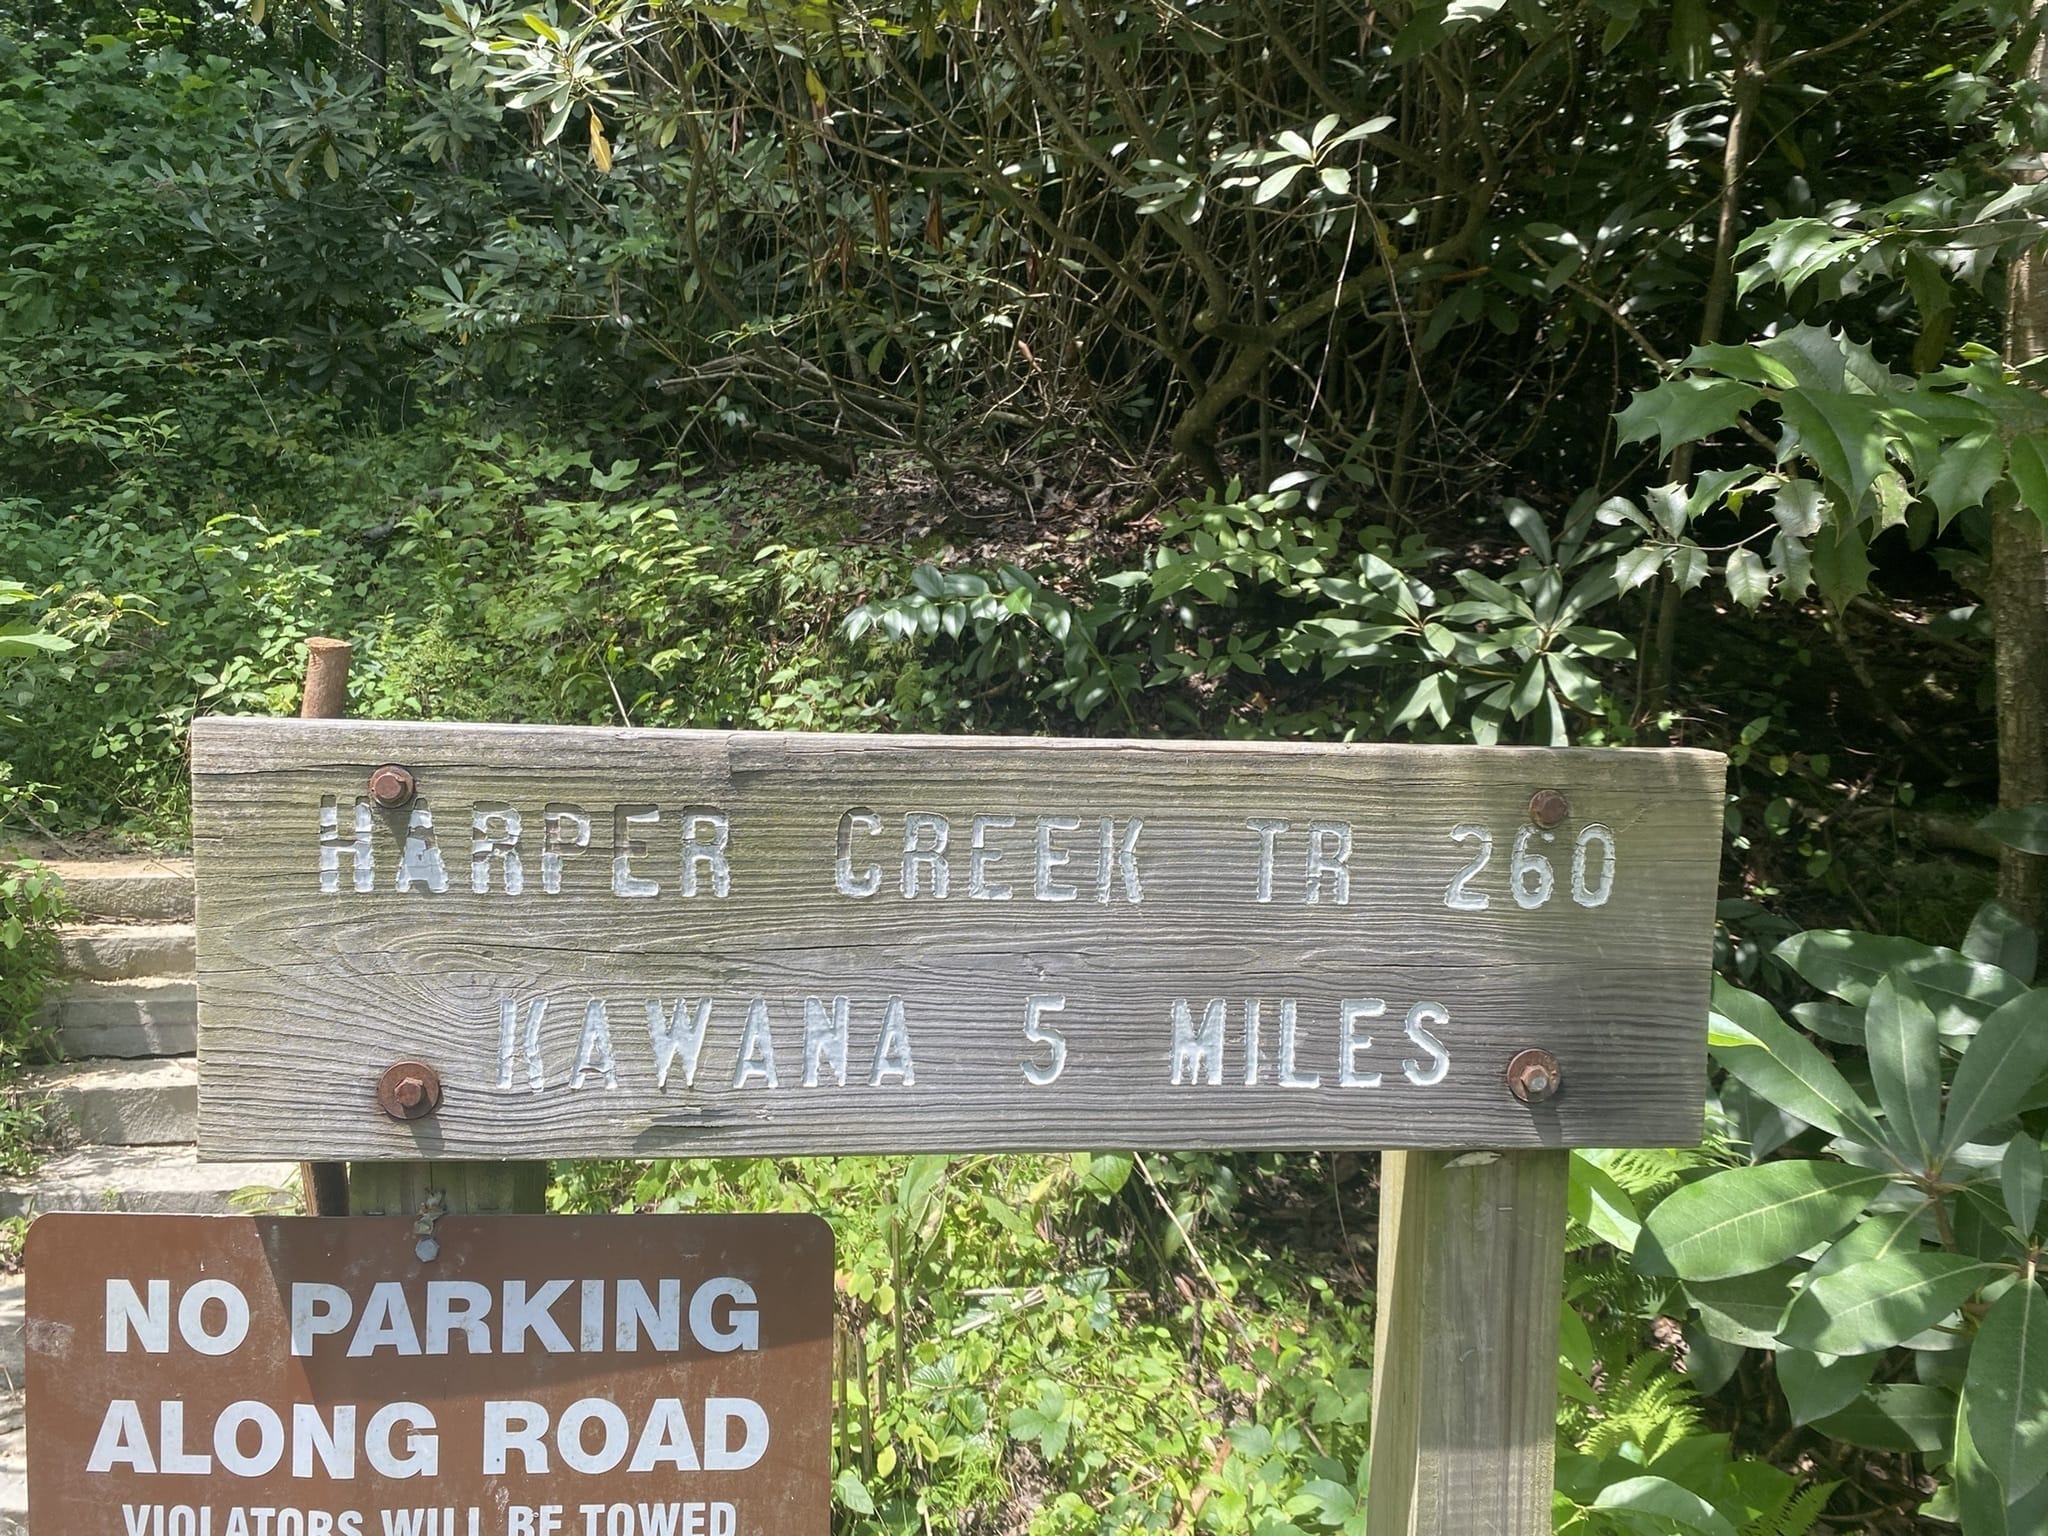 HARPER CREEK TR 260
KAWANA 5 MILES
NO PARKING
ALONG ROAD
VIOLATORS WILL BE TOWED